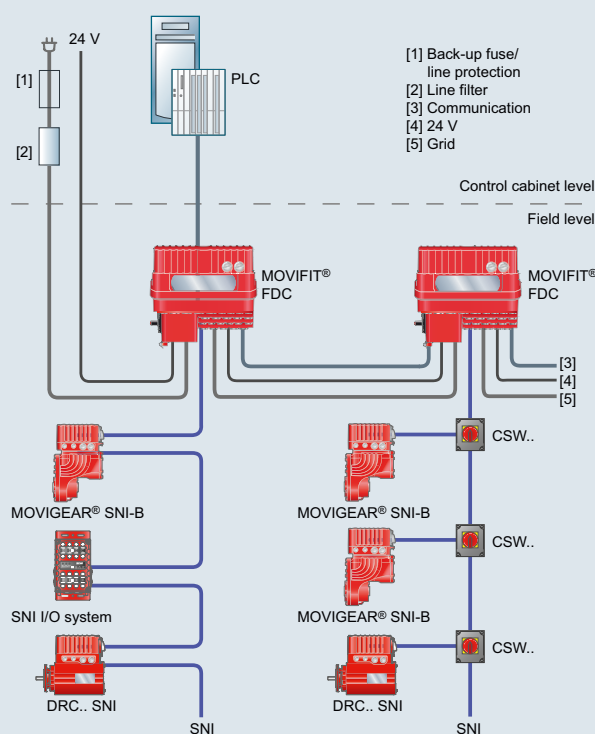 24 V
[1]
[2]
PLC
[1] Back-up fuse/
line protection
[2] Line filter
[3] Communication
[4] 24 V
[5] Grid
Control cabinet level
Field level
MOVIFIT®
FDC
MOVIFIT®
FDC
[3]
[4]
[5]
MOVIGEAR® SNI-B
SNI I/O system
DRC.. SNI
SNI
CSW..
MOVIGEAR® SNI-B
CSW..
MOVIGEAR® SNI-B
CSW..
DRC.. SNI
SNI